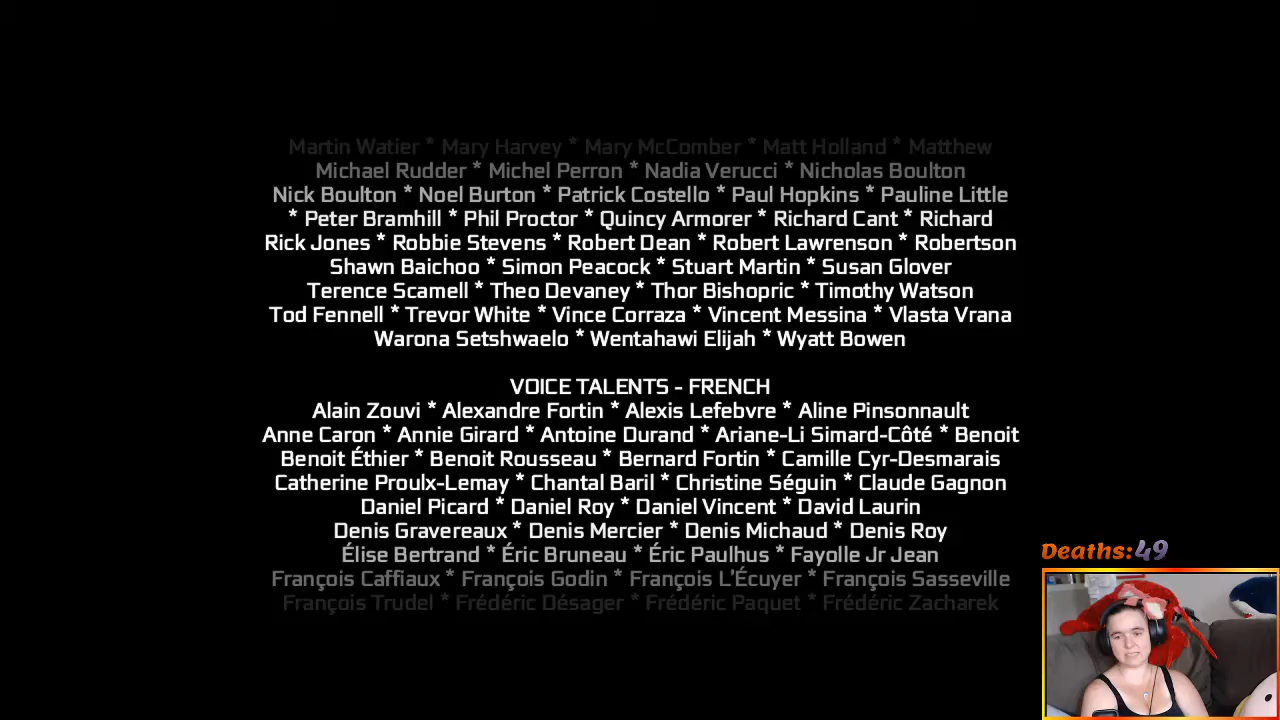 Martin Watier * Mary Harvey * Mary McComber * Matt Holland * Matthew
Michael Rudder * Michel Perron * Nadia Verucci * Nicholas Boulton
Nick Boulton * Noel Burton * Patrick Costello * Paul Hopkins * Pauline Little
* Peter Bramhill * Phil Proctor * Quincy Armorer * Richard Cant * Richard
Rick Jones * Robbie Stevens * Robert Dean * Robert Lawrenson * Robertson
Shawn Baichoo * Simon Peacock * Stuart Martin * Susan Glover
Terence Scamell * Theo Devaney * Thor Bishopric * Timothy Watson
Tod Fennell * Trevor White * Vince Corraza * Vincent Messina * Vlasta Vrana
Warona Setshwaelo * Wentahawi Elijah * Wyatt Bowen
VOICE TALENTS - FRENCH
Alain Zouvi * Alexandre Fortin * Alexis Lefebvre * Aline Pinsonnault
Anne Caron * Annie Girard * Antoine Durand * Ariane-Li Simard-Côté * Benoit
Benoit Éthier * Benoit Rousseau * Bernard Fortin * Camille Cyr-Desmarais
Catherine Proulx-Lemay * Chantal Baril * Christine Séguin * Claude Gagnon
Daniel Picard * Daniel Roy * Daniel Vincent * David Laurin
Denis Gravereaux * Denis Mercier * Denis Michaud * Denis Roy
Élise Bertrand * Éric Bruneau * Éric Paulhus * Fayolle Jr Jean
François Caffiaux * François Godin * François L'Écuyer * François Sasseville
François Trudel * Frédéric Désager * Frédéric Paquet * Frédéric Zacharek
Deaths:49